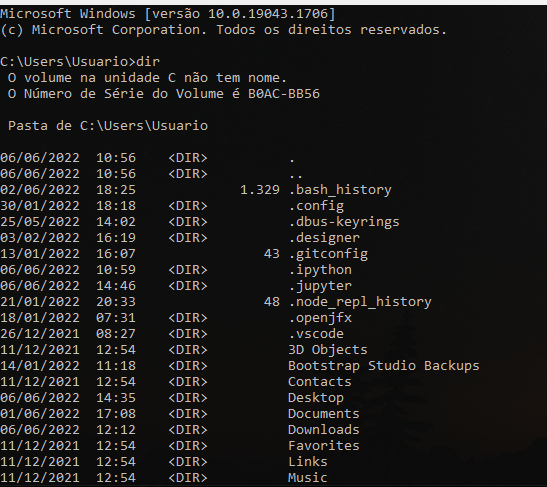 Microsoft Windows [versão 10.0.19043.1706]
(c) Microsoft Corporation. Todos os direitos reservados.
C:\Users\Usuario>dir
O volume na unidade C não tem nome.
O Número de Série do Volume é B0AC-BB56
Pasta de C:\Users\Usuario
06/06/2022  10:56    <DIR>          .
06/06/2022  10:56    <DIR>          ..
02/06/2022  18:25             1.329 .bash_history
30/01/2022  18:18    <DIR>          .config
25/05/2022  14:02    <DIR>          .dbus-keyrings
03/02/2022  16:19    <DIR>          .designer
13/01/2022  16:07                43 .gitconfig
06/06/2022  10:59    <DIR>          .ipython
06/06/2022  14:46    <DIR>          .jupyter
21/01/2022  20:33                48 .node_repl_history
18/01/2022  07:31    <DIR>          .openjfx
26/12/2021  08:27    <DIR>          .vscode
11/12/2021  12:54    <DIR>          3D Objects
14/01/2022  11:18    <DIR>          Bootstrap Studio Backups
11/12/2021  12:54    <DIR>          Contacts
06/06/2022  14:35    <DIR>          Desktop
01/06/2022  17:08    <DIR>          Documents
06/06/2022  12:12    <DIR>          Downloads
11/12/2021  12:54    <DIR>          Favorites
11/12/2021  12:54    <DIR>          Links
11/12/2021  12:54    <DIR>          Music